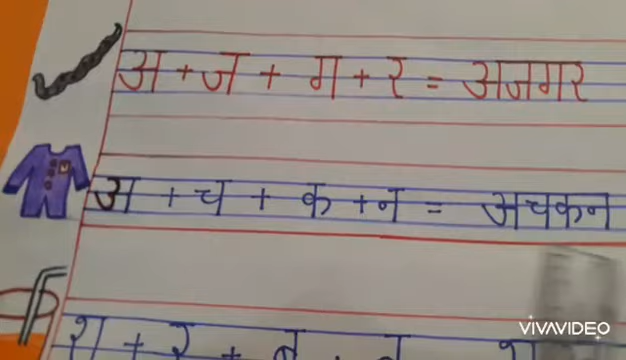 अ + ज + ग + र = अजगर
अ + च + क + न = अचकन
VIVAVIDEO